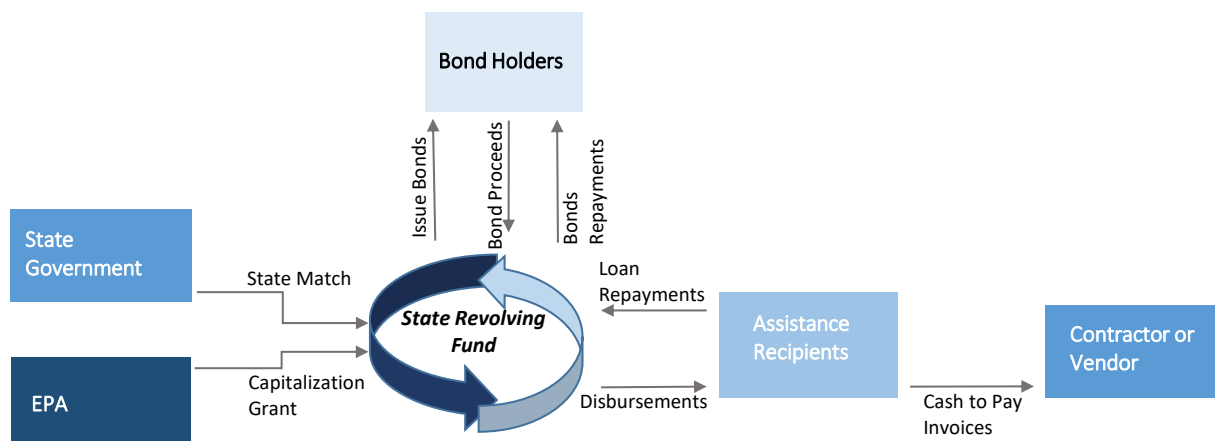 Bond Holders
Issue Bonds
Bond Proceeds
Bonds
Repayments
State
Government
State Match
EPA
Capitalization
Grant
State Revolving
Fund
Loan
Repayments
Disbursements
Assistance
Recipients
Cash to Pay
Invoices
Contractor or
Vendor